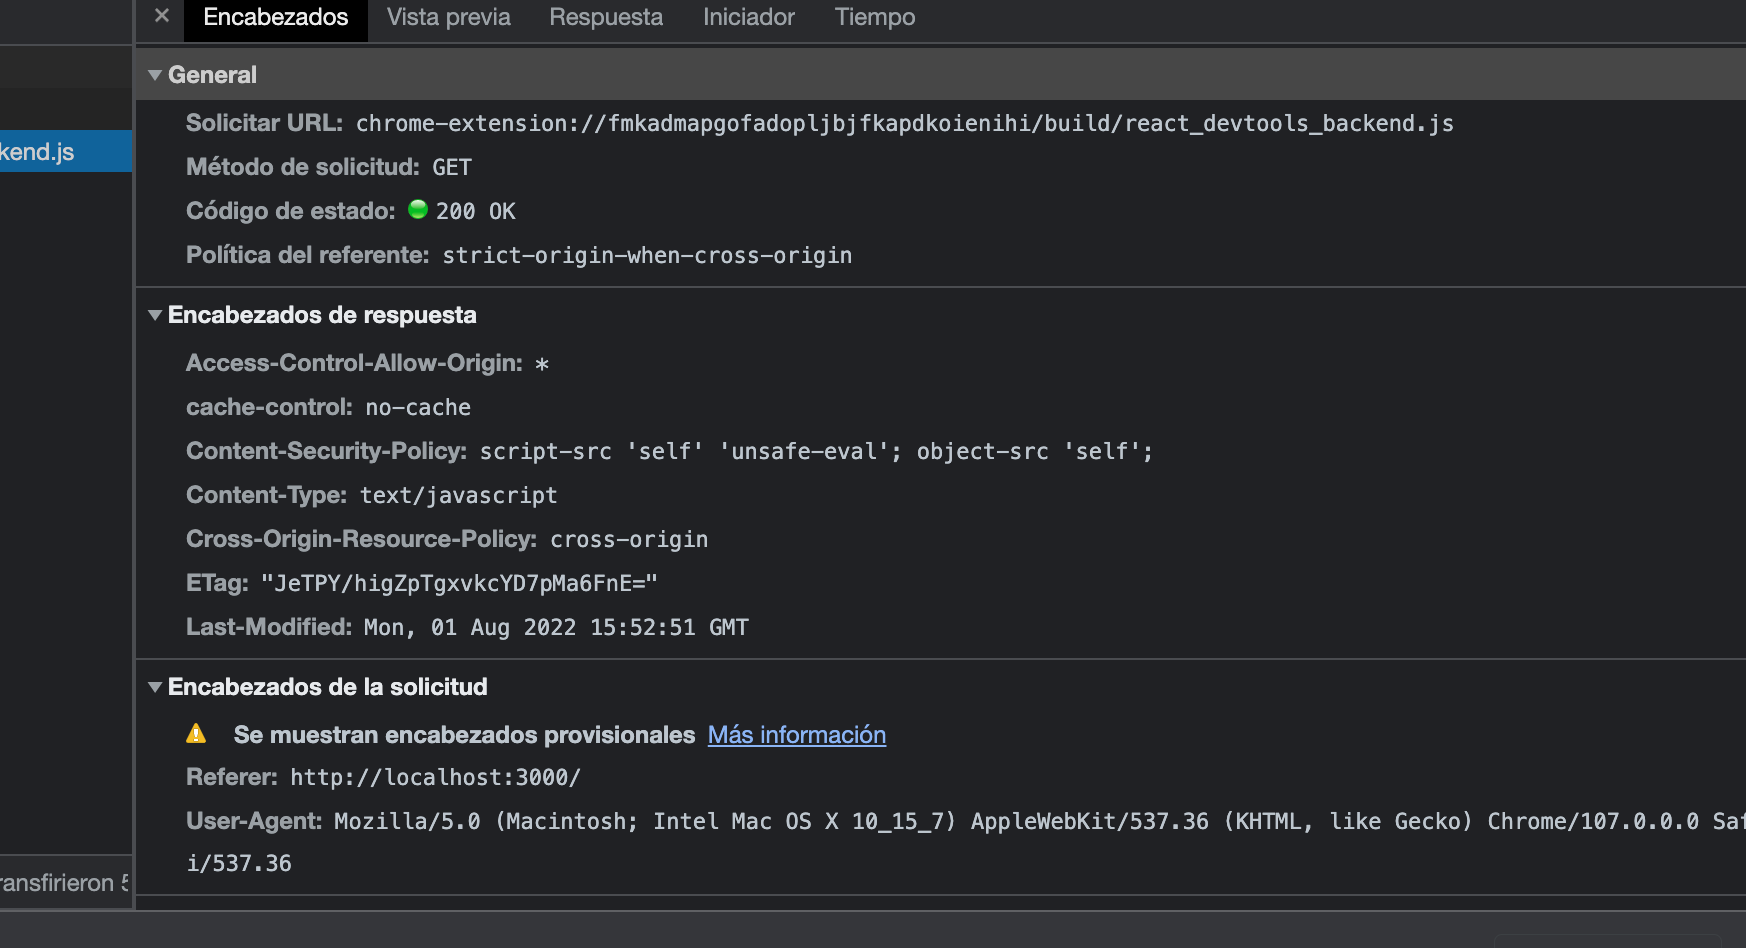 Encabezados Vista previa Respuesta Iniciador Tiempo
General
Solicitar URL: chrome-extension://fmkadmapgofadopljbjfkapdkoienihi/build/react_devtools_backend.js
kend.js
Método de solicitud: GET
Código de estado: 200 OK
Política del referente: strict-origin-when-cross-origin
Encabezados de respuesta
Access-Control-Allow-Origin: *
cache-control: no-cache
Content-Security-Policy: script-src 'self' 'unsafe-eval'; object-src 'self';
Content-Type: text/javascript
Cross-Origin-Resource-Policy: cross-origin
ETag: "JeTPY/higZpTgxvkcYD7pMa6FnE="
Last-Modified: Mon, 01 Aug 2022 15:52:51 GMT
Encabezados de la solicitud
Se muestran encabezados provisionales Más información
Referer: http://localhost:3000/
User-Agent: Mozilla/5.0 (Macintosh; Intel Mac OS X 10_15_7) AppleWebKit/537.36 (KHTML, like Gecko) Chrome/107.0.0.0 Saf
i/537.36
ransfirieron 5